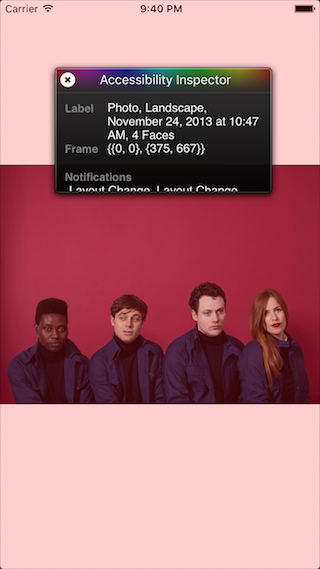 Carrier 9:40 PM
Accessibility Inspector
Label Photo, Landscape,
November 24, 2013 at 10:47
AM, 4 Faces
Frame {{0, 0}, {375, 667}}
Notifications
Layout Change, Layout Change